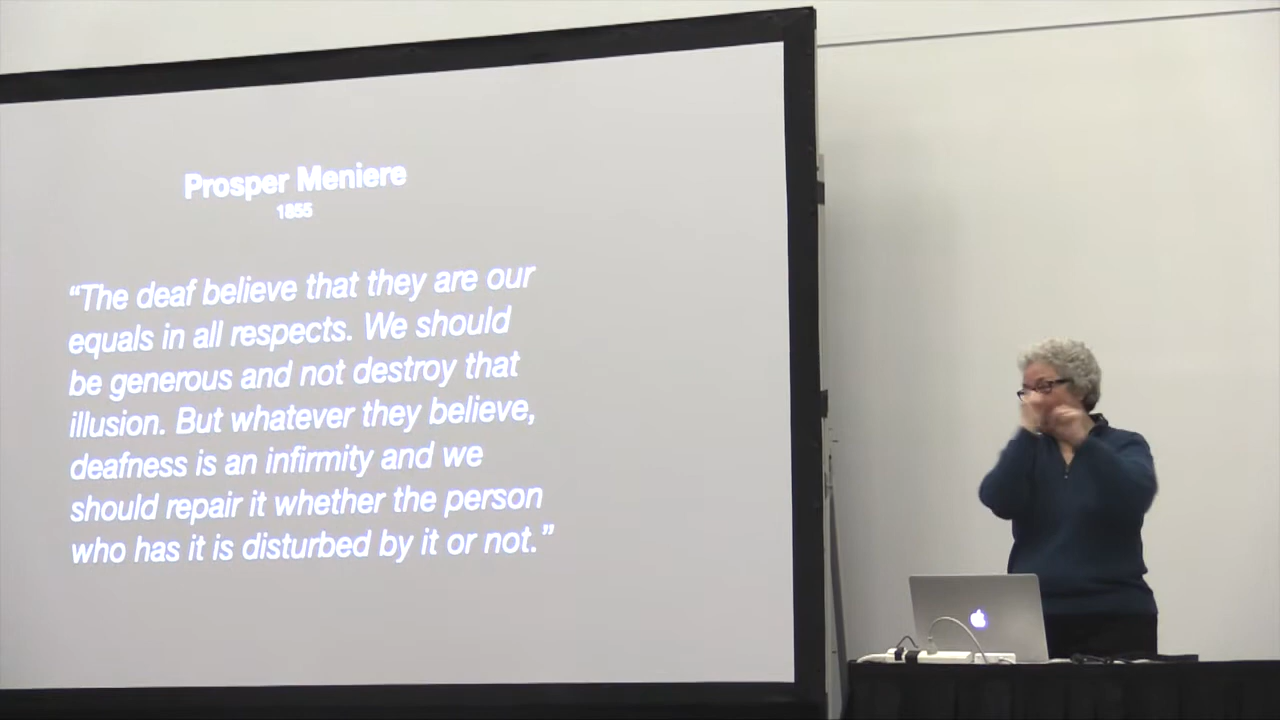 Prosper Meniere
1855
“The deaf believe that they are our
equals in all respects. We should
be generous and not destroy that
illusion. But whatever they believe,
deafness is an infirmity and we
should repair it whether the person
who has it is disturbed by it or not.”